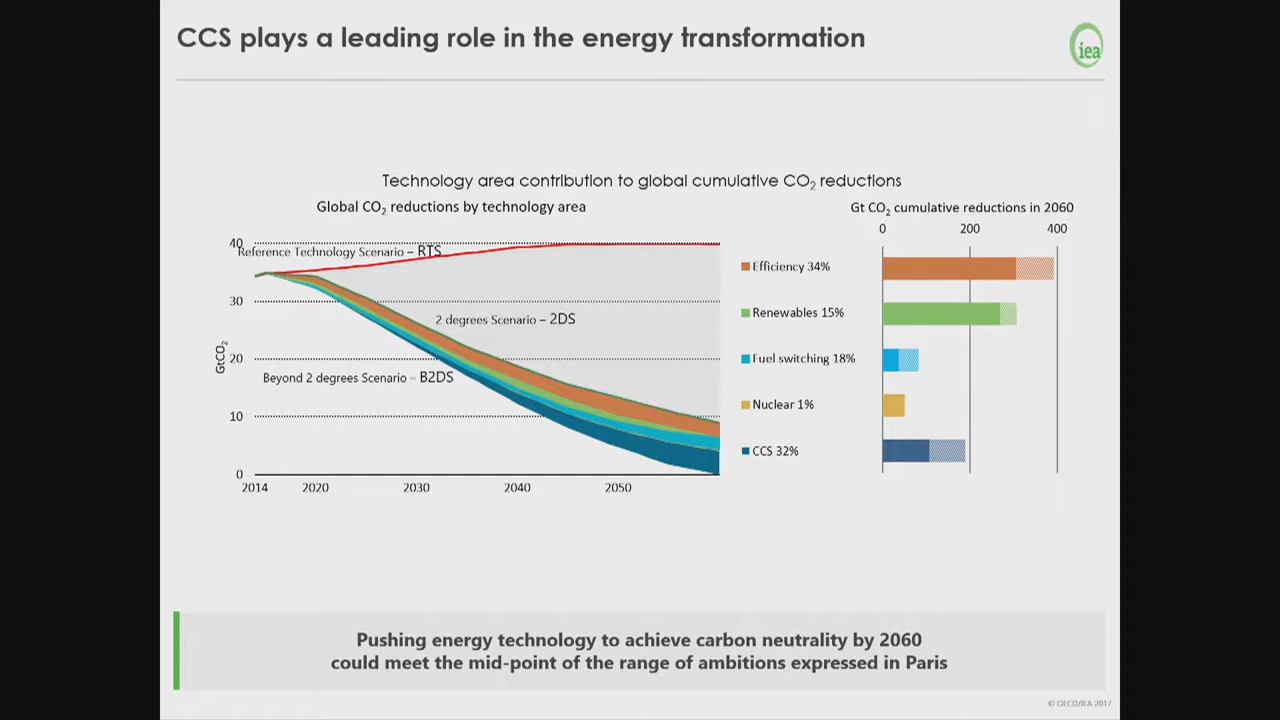 CCS plays a leading role in the energy transformation
iea
Technology area contribution to global cumulative CO2 reductions
Global CO2 reductions by technology area
Gt CO2 cumulative reductions in 2060
0 200 400
40
Reference Technology Scenario – RTS
30
2 degrees Scenario – 2DS
GtCO2
20
Beyond 2 degrees Scenario – B2DS
10
0
2014 2020 2030 2040 2050
Efficiency 34%
Renewables 15%
Fuel switching 18%
Nuclear 1%
CCS 32%
Pushing energy technology to achieve carbon neutrality by 2060
could meet the mid-point of the range of ambitions expressed in Paris
© OECD/IEA 2017